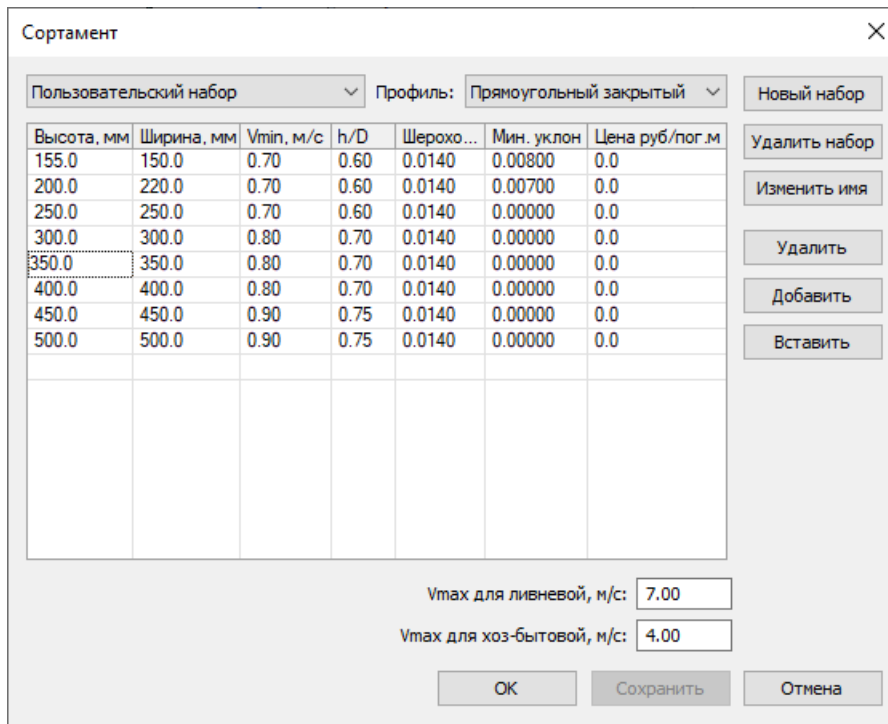 Сортамент
Пользовательский набор Профиль: Прямоугольный закрытый Новый набор
Высота, мм Ширина, мм Vmin, м/с h/D Шерохо... Мин. уклон Цена руб/пог.м Удалить набор
155.0 150.0 0.70 0.60 0.0140 0.00800 0.0
200.0 220.0 0.70 0.60 0.0140 0.00700 0.0 Изменить имя
250.0 250.0 0.70 0.60 0.0140 0.00000 0.0
300.0 300.0 0.80 0.70 0.0140 0.00000 0.0 Удалить
350.0 350.0 0.80 0.70 0.0140 0.00000 0.0
400.0 400.0 0.80 0.70 0.0140 0.00000 0.0 Добавить
450.0 450.0 0.90 0.75 0.0140 0.00000 0.0
500.0 500.0 0.90 0.75 0.0140 0.00000 0.0 Вставить
Vmax для ливневой, м/с: 7.00
Vmax для хоз-бытовой, м/с: 4.00
OK Сохранить Отмена